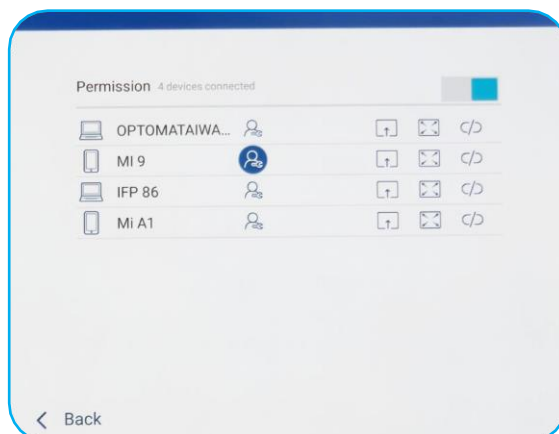 Permission 4 devices connected
OPTOMATAIWA...
MI 9
IFP 86
Mi A1
Back